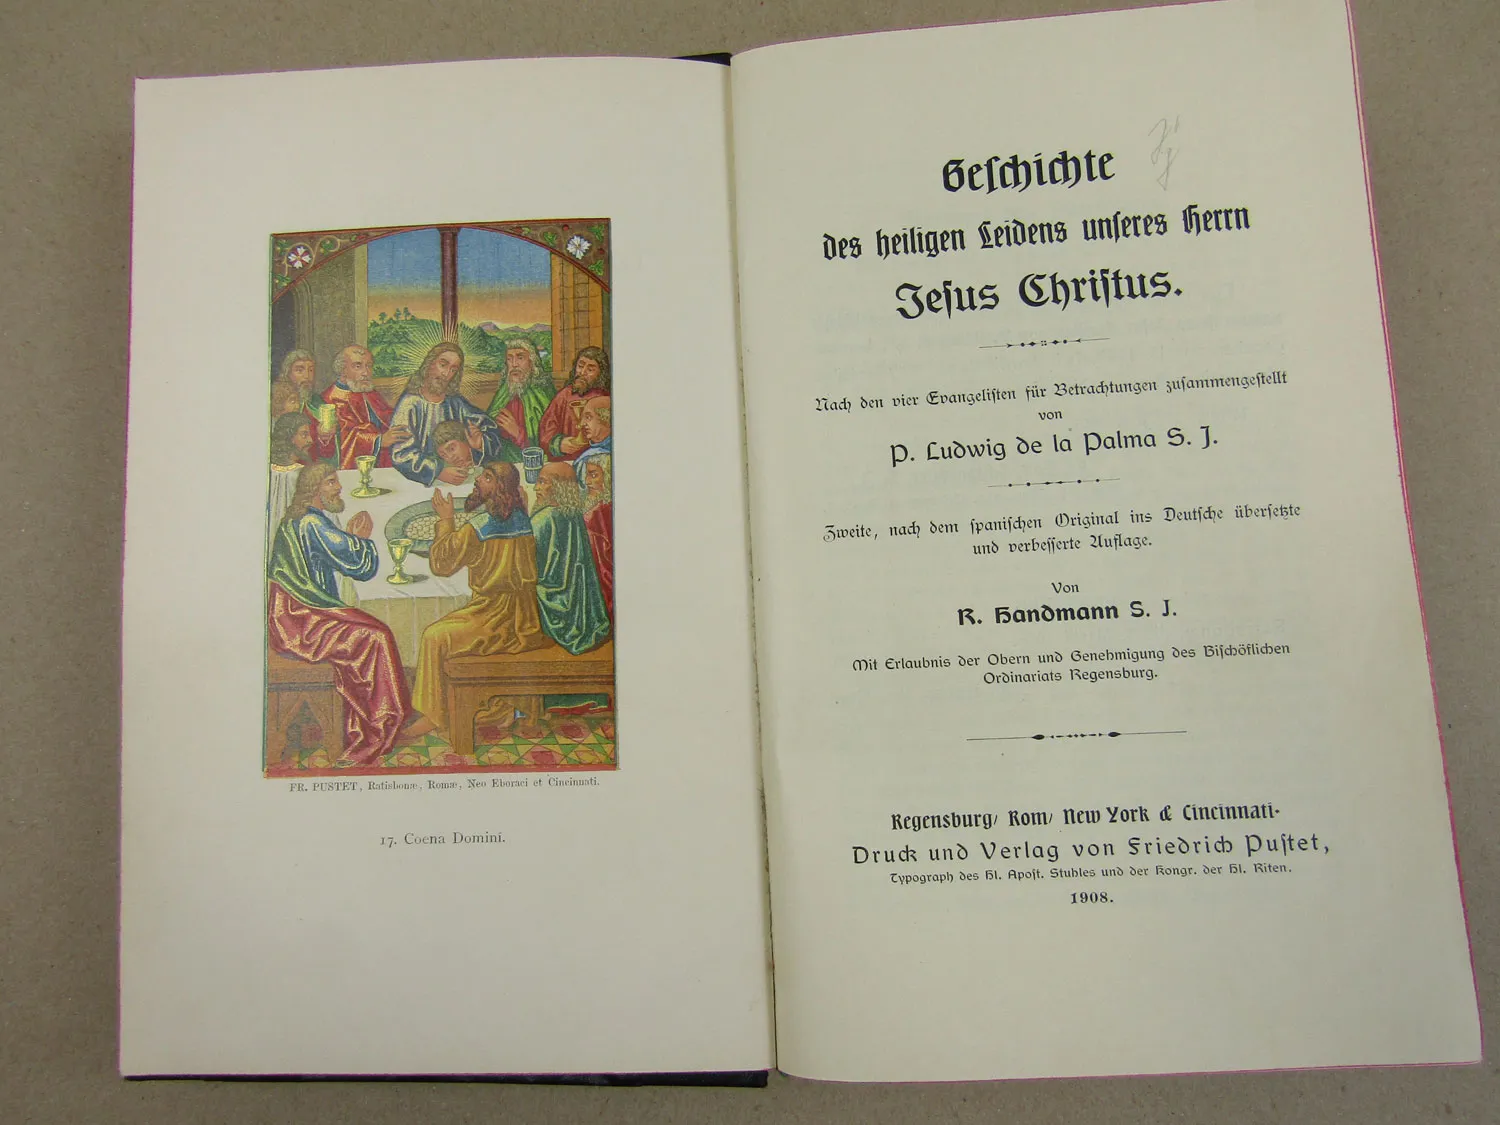 FR. PUSTET, Ratisbonæ, Romæ, Neo Eboraci et Cincinnati.
17. Coena Domini.
Geschichte
des heiligen Leidens unseres Herrn
Jesus Christus.
Nach den vier Evangelisten für Betrachtungen zusammengestellt
von
P. Ludwig de la Palma S. J.
Zweite, nach dem spanischen Original ins Deutsche übersetzte
und verbesserte Auflage.
Von
R. Handmann S. J.
Mit Erlaubnis der Obern und Genehmigung des Bischöflichen
Ordinariats Regensburg.
Regensburg, Rom, New York & Cincinnati.
Druck und Verlag von Friedrich Pustet,
Typograph des Hl. Apost. Stuhles und der Kongr. der Hl. Riten.
1908.